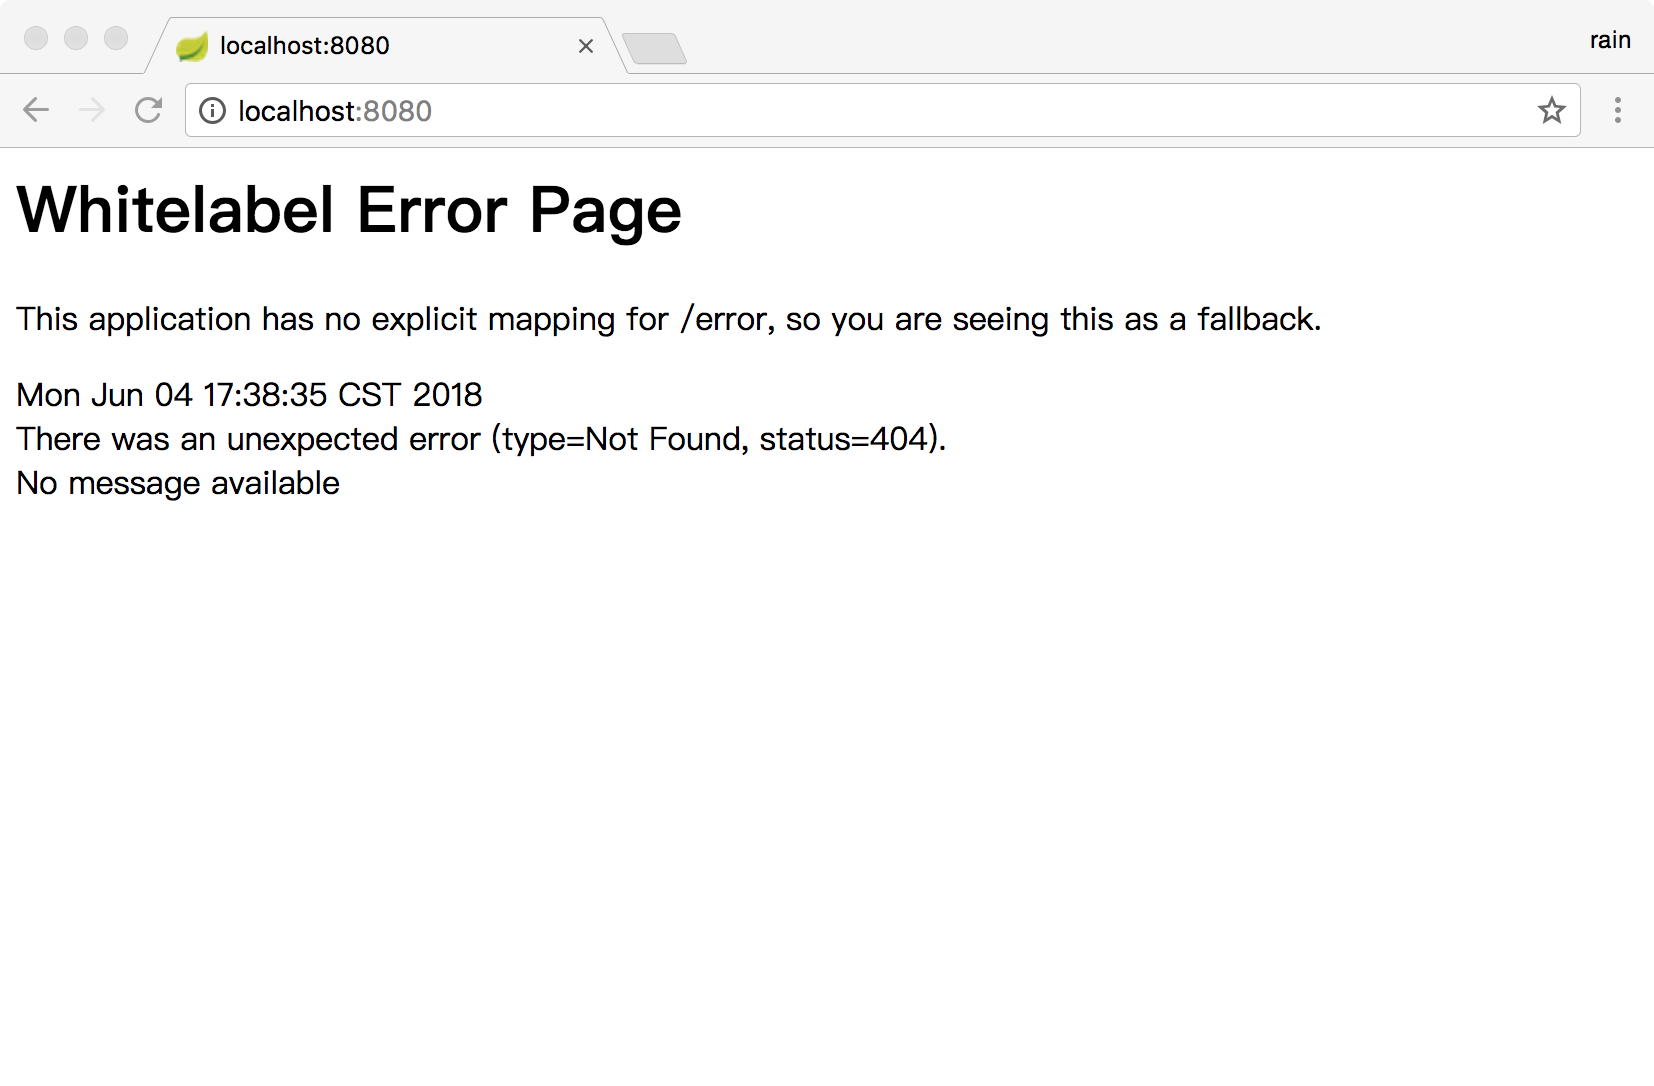 localhost:8080
rain
localhost:8080
Whitelabel Error Page
This application has no explicit mapping for /error, so you are seeing this as a fallback.
Mon Jun 04 17:38:35 CST 2018
There was an unexpected error (type=Not Found, status=404).
No message available